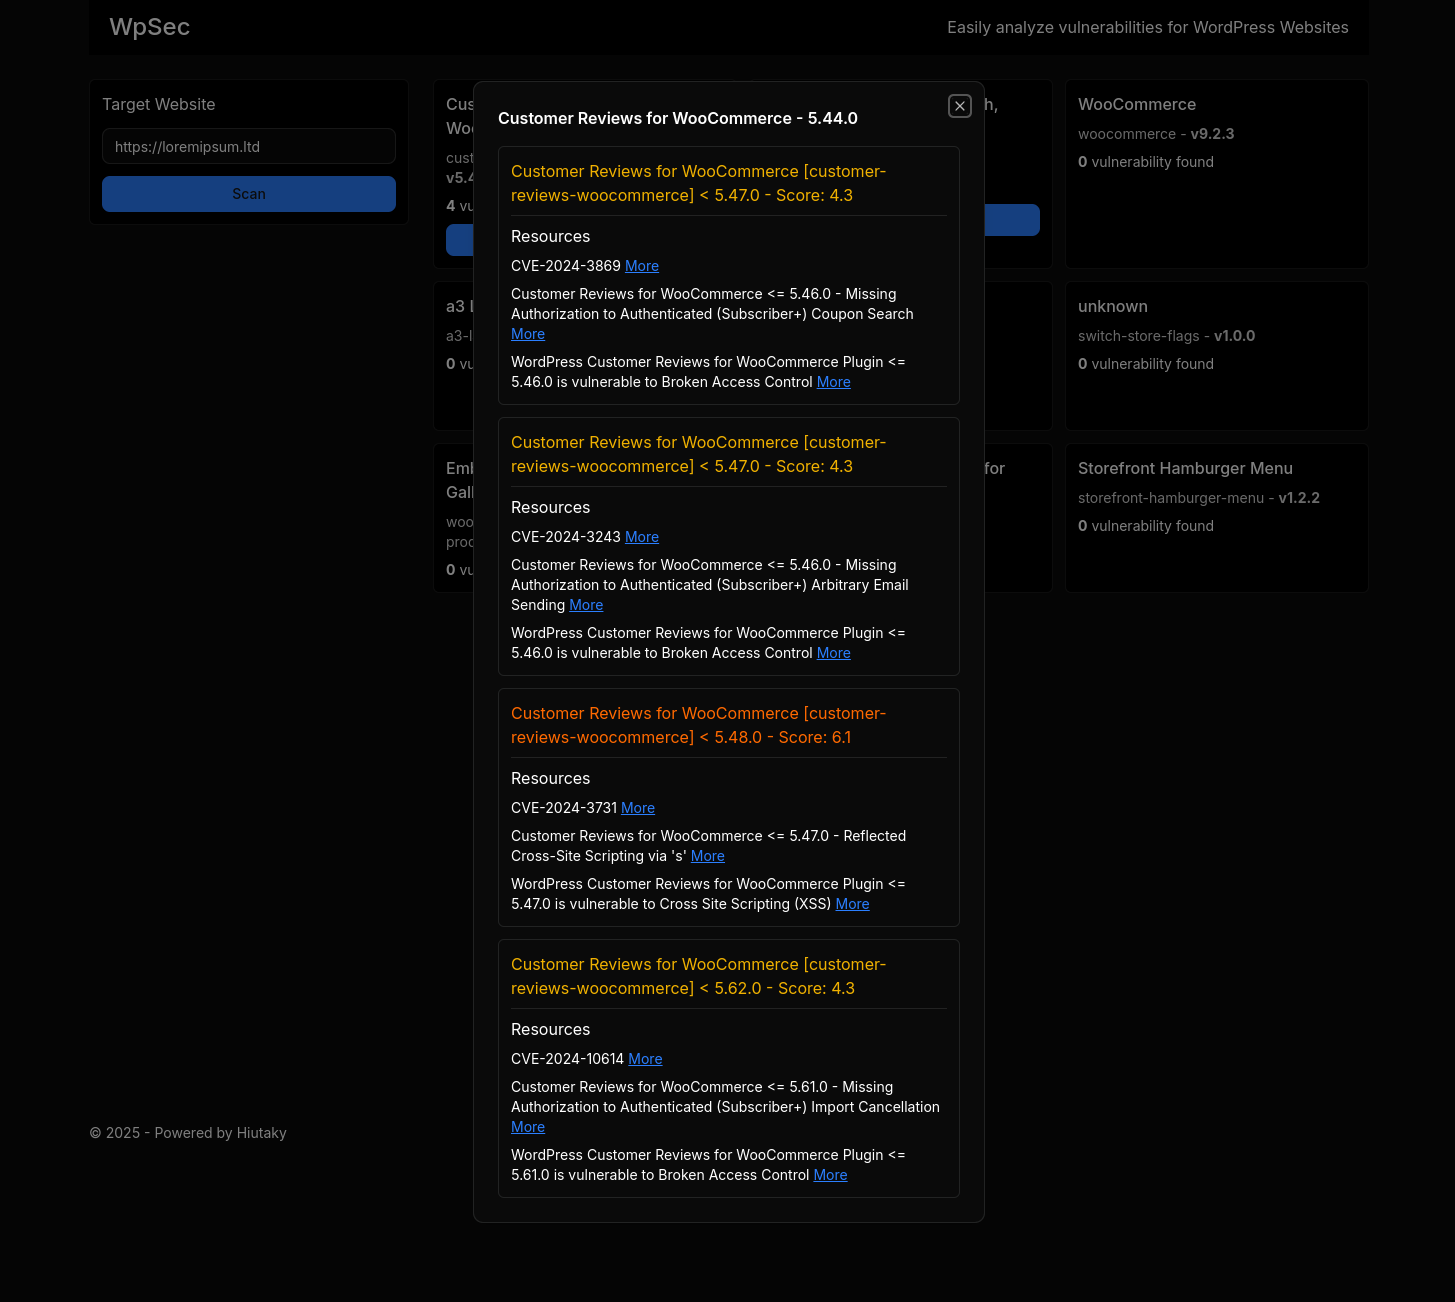 WpSec
Easily analyze vulnerabilities for WordPress Websites
Target Website
https://loremipsum.ltd
Scan
Customer Reviews for WooCommerce - 5.44.0
Customer Reviews for WooCommerce [customer-
reviews-woocommerce] < 5.47.0 - Score: 4.3
Resources
CVE-2024-3869 More
Customer Reviews for WooCommerce <= 5.46.0 - Missing
Authorization to Authenticated (Subscriber+) Coupon Search
More
WordPress Customer Reviews for WooCommerce Plugin <=
5.46.0 is vulnerable to Broken Access Control More
Customer Reviews for WooCommerce [customer-
reviews-woocommerce] < 5.47.0 - Score: 4.3
Resources
CVE-2024-3243 More
Customer Reviews for WooCommerce <= 5.46.0 - Missing
Authorization to Authenticated (Subscriber+) Arbitrary Email
Sending More
WordPress Customer Reviews for WooCommerce Plugin <=
5.46.0 is vulnerable to Broken Access Control More
Customer Reviews for WooCommerce [customer-
reviews-woocommerce] < 5.48.0 - Score: 6.1
Resources
CVE-2024-3731 More
Customer Reviews for WooCommerce <= 5.47.0 - Reflected
Cross-Site Scripting via 's' More
WordPress Customer Reviews for WooCommerce Plugin <=
5.47.0 is vulnerable to Cross Site Scripting (XSS) More
Customer Reviews for WooCommerce [customer-
reviews-woocommerce] < 5.62.0 - Score: 4.3
Resources
CVE-2024-10614 More
Customer Reviews for WooCommerce <= 5.61.0 - Missing
Authorization to Authenticated (Subscriber+) Import Cancellation
More
WordPress Customer Reviews for WooCommerce Plugin <=
5.61.0 is vulnerable to Broken Access Control More
4
a3
0
0
for
WooCommerce
woocommerce - v9.2.3
0 vulnerability found
unknown
switch-store-flags - v1.0.0
0 vulnerability found
Storefront Hamburger Menu
storefront-hamburger-menu - v1.2.2
0 vulnerability found
© 2025 - Powered by Hiutaky